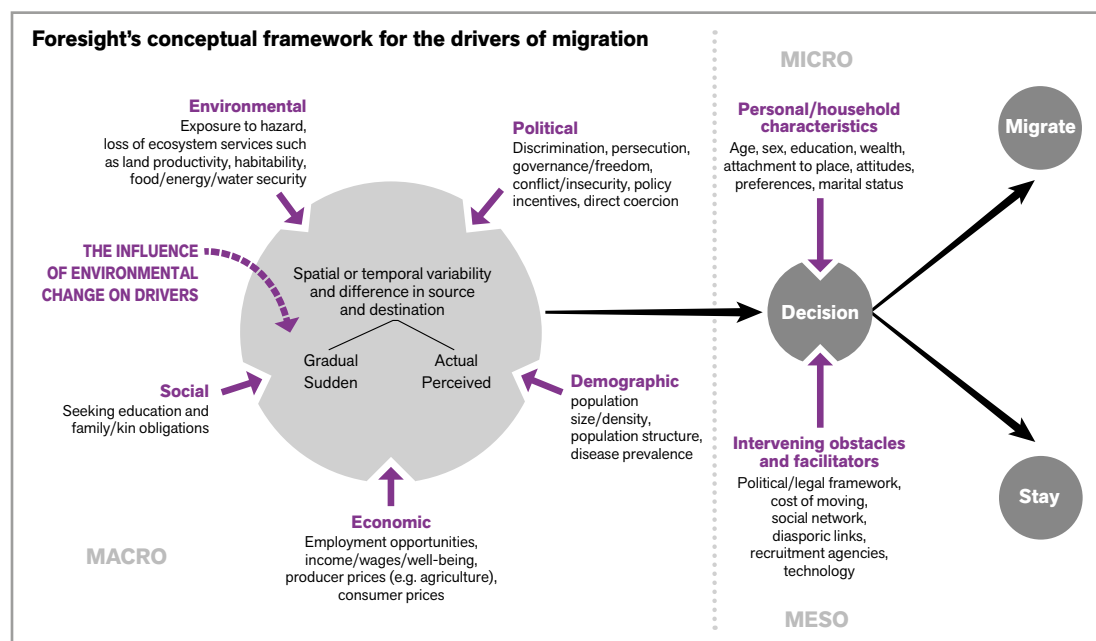 Foresight's conceptual framework for the drivers of migration
MICRO
Environmental
Exposure to hazard,
loss of ecosystem services such
as land productivity, habitability,
food/energy/water security
Political
Discrimination, persecution,
governance/freedom,
conflict/insecurity, policy
incentives, direct coercion
Personal/household
characteristics
Age, sex, education, wealth,
attachment to place, attitudes,
preferences, marital status
Migrate
THE INFLUENCE
OF ENVIRONMENTAL
CHANGE ON DRIVERS
Spatial or temporal variability
and difference in source
and destination
Gradual
Sudden
Actual
Perceived
Decision
Social
Seeking education and
family/kin obligations
Demographic
population
size/density,
population structure,
disease prevalence
Intervening obstacles
and facilitators
Political/legal framework,
cost of moving,
social network,
diasporic links,
recruitment agencies,
technology
Stay
Economic
Employment opportunities,
income/wages/well-being,
producer prices (e.g. agriculture),
consumer prices
MACRO
MESO